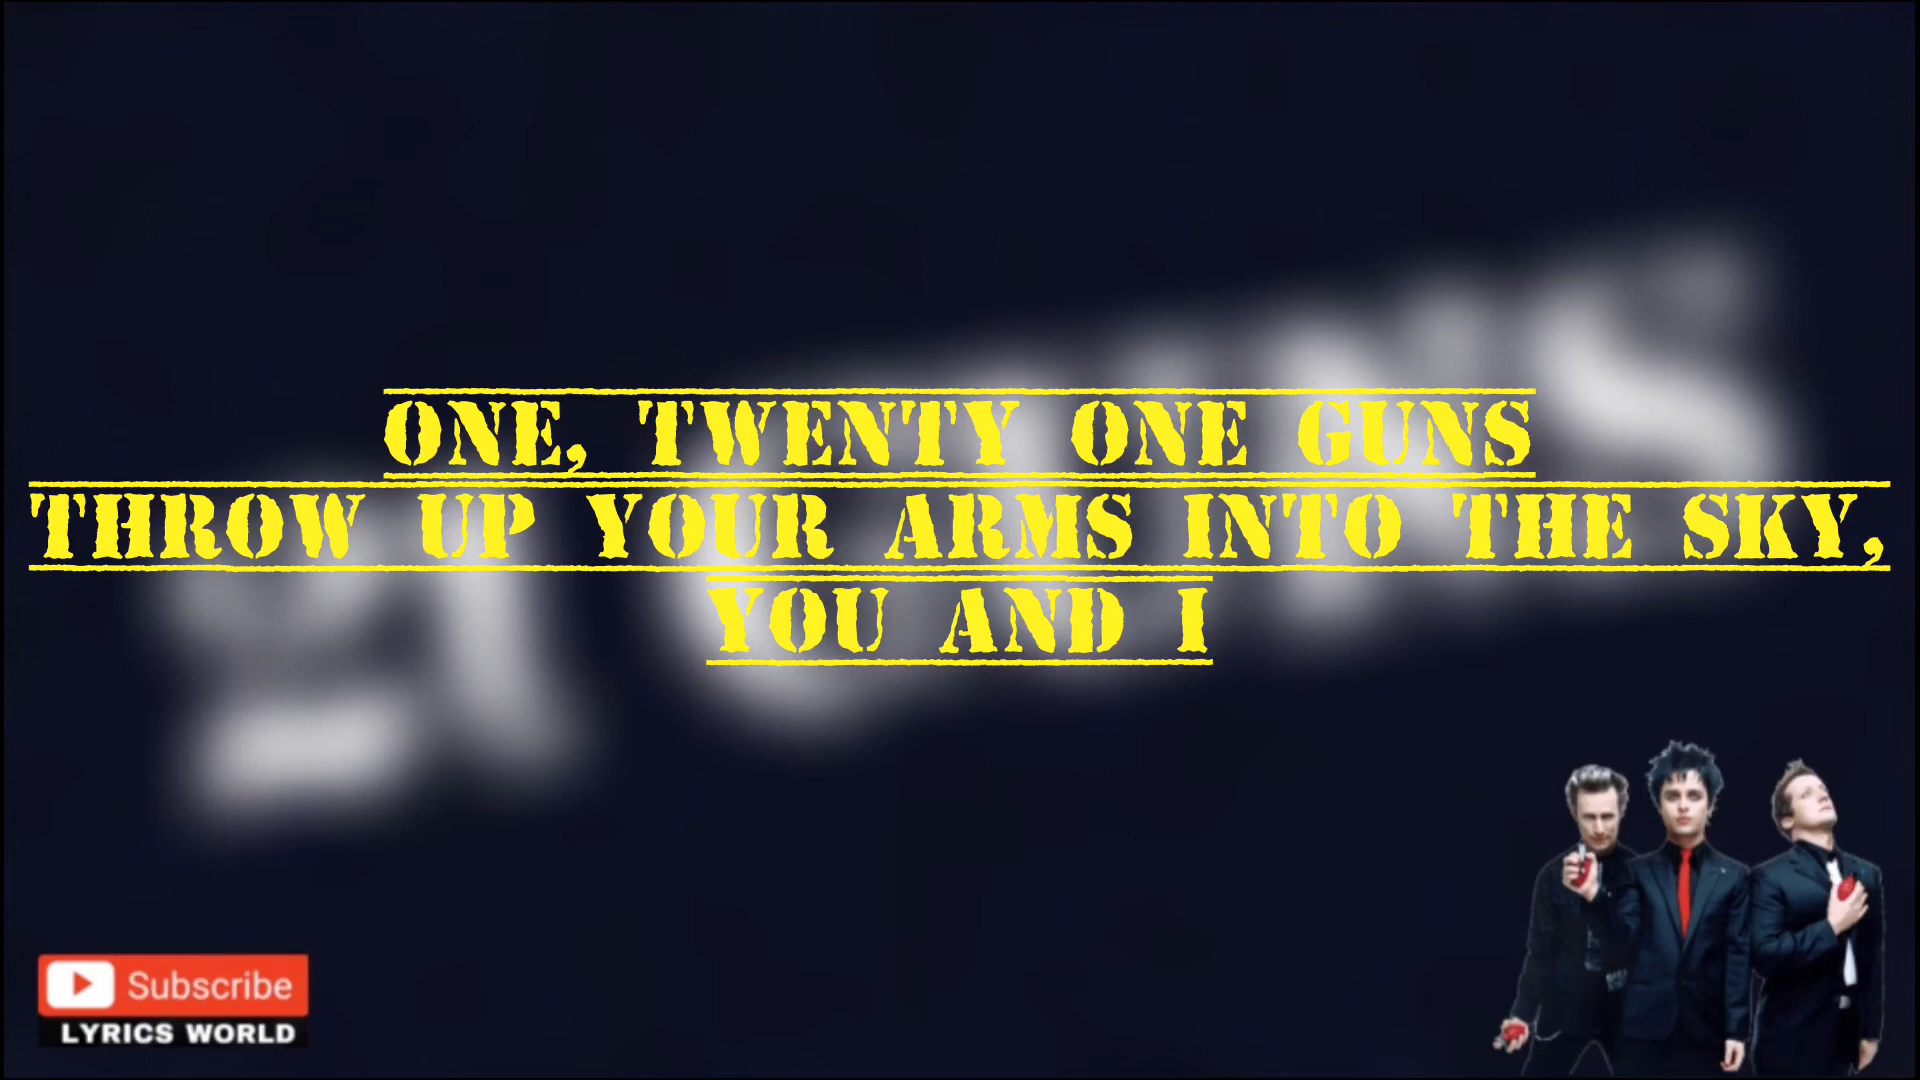 ONE, TWENTY ONE GUNS
THROW UP YOUR ARMS INTO THE SKY,
YOU AND I
Subscribe
LYRICS WORLD